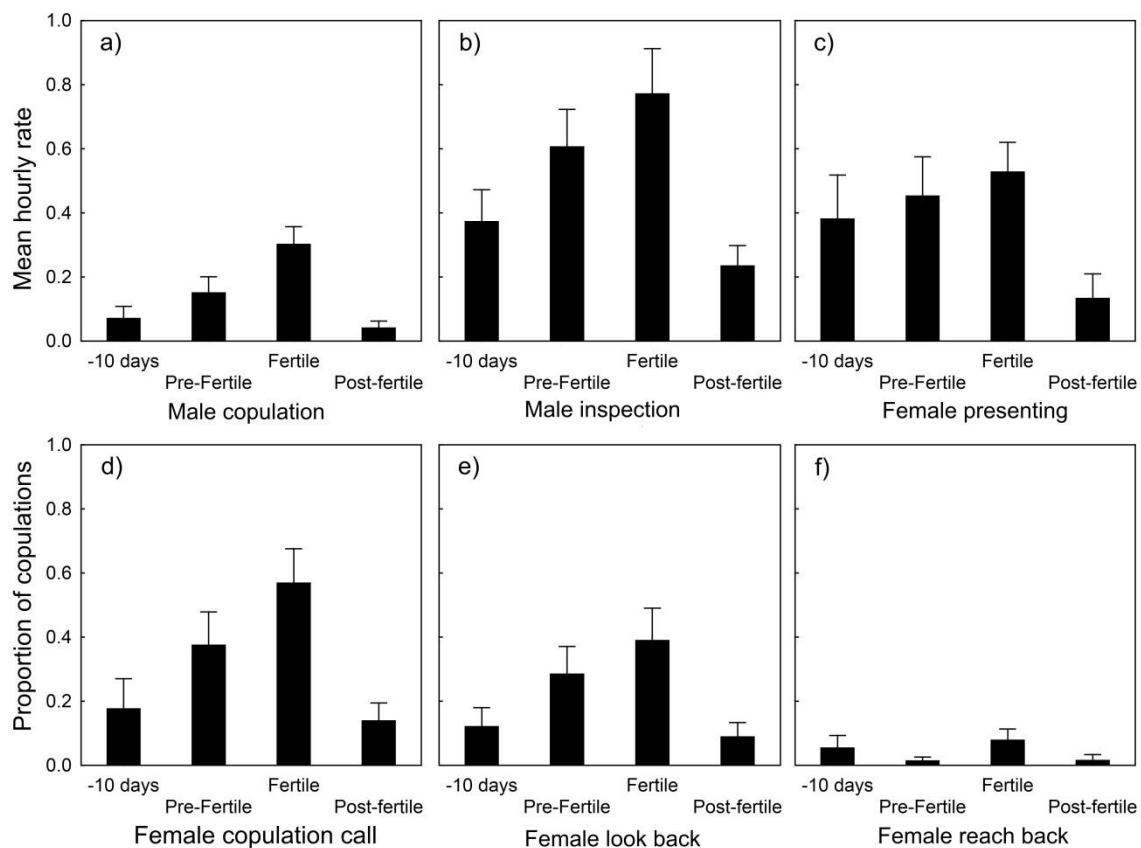 Mean hourly rate
1.0
0.8
0.6
0.4
0.2
0.0
a)
-10 days
Pre-Fertile
Fertile
Post-fertile
Male copulation
b)
-10 days
Pre-Fertile
Fertile
Post-fertile
Male inspection
c)
-10 days
Pre-Fertile
Fertile
Post-fertile
Female presenting
Proportion of copulations
1.0
0.8
0.6
0.4
0.2
0.0
d)
-10 days
Pre-Fertile
Fertile
Post-fertile
Female copulation call
e)
-10 days
Pre-Fertile
Fertile
Post-fertile
Female look back
f)
-10 days
Pre-Fertile
Fertile
Post-fertile
Female reach back